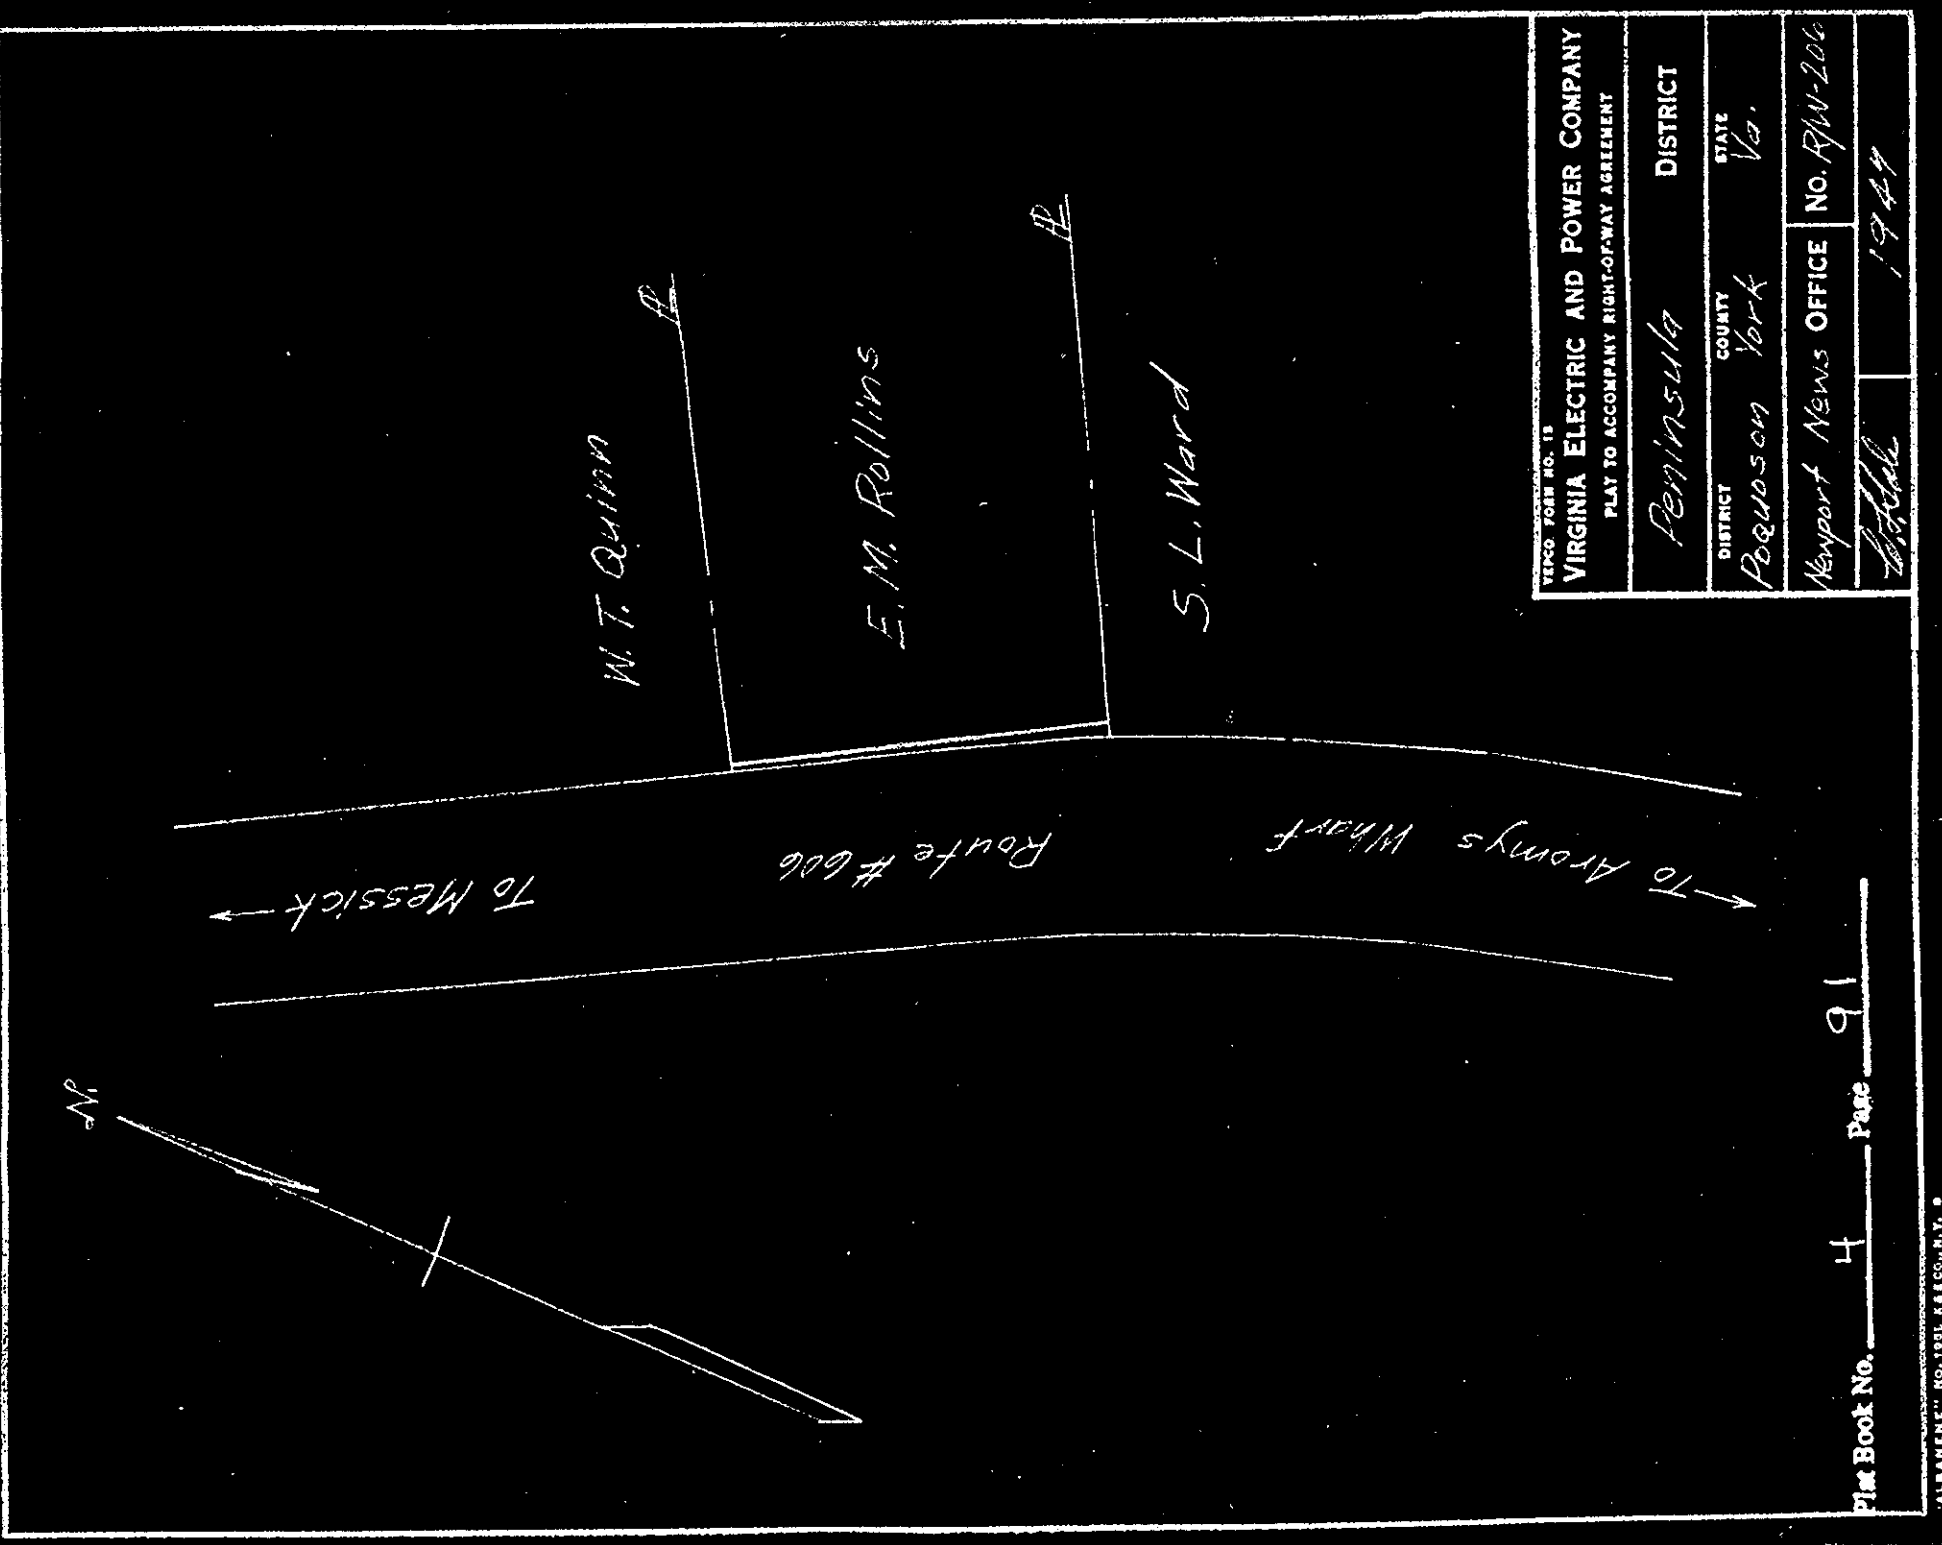 W. T. Quinn
E. M. Rollins
S. L. Ward
To Messick
Route #606
To Aromys Wharf
N.
VEPCO. FORM NO. 13
VIRGINIA ELECTRIC AND POWER COMPANY
PLAT TO ACCOMPANY RIGHT-OF-WAY AGREEMENT
Peninsula DISTRICT
DISTRICT COUNTY STATE
Poquoson York Va.
Newport News OFFICE NO. R/W-206
Plat Book No. 4 Page 91